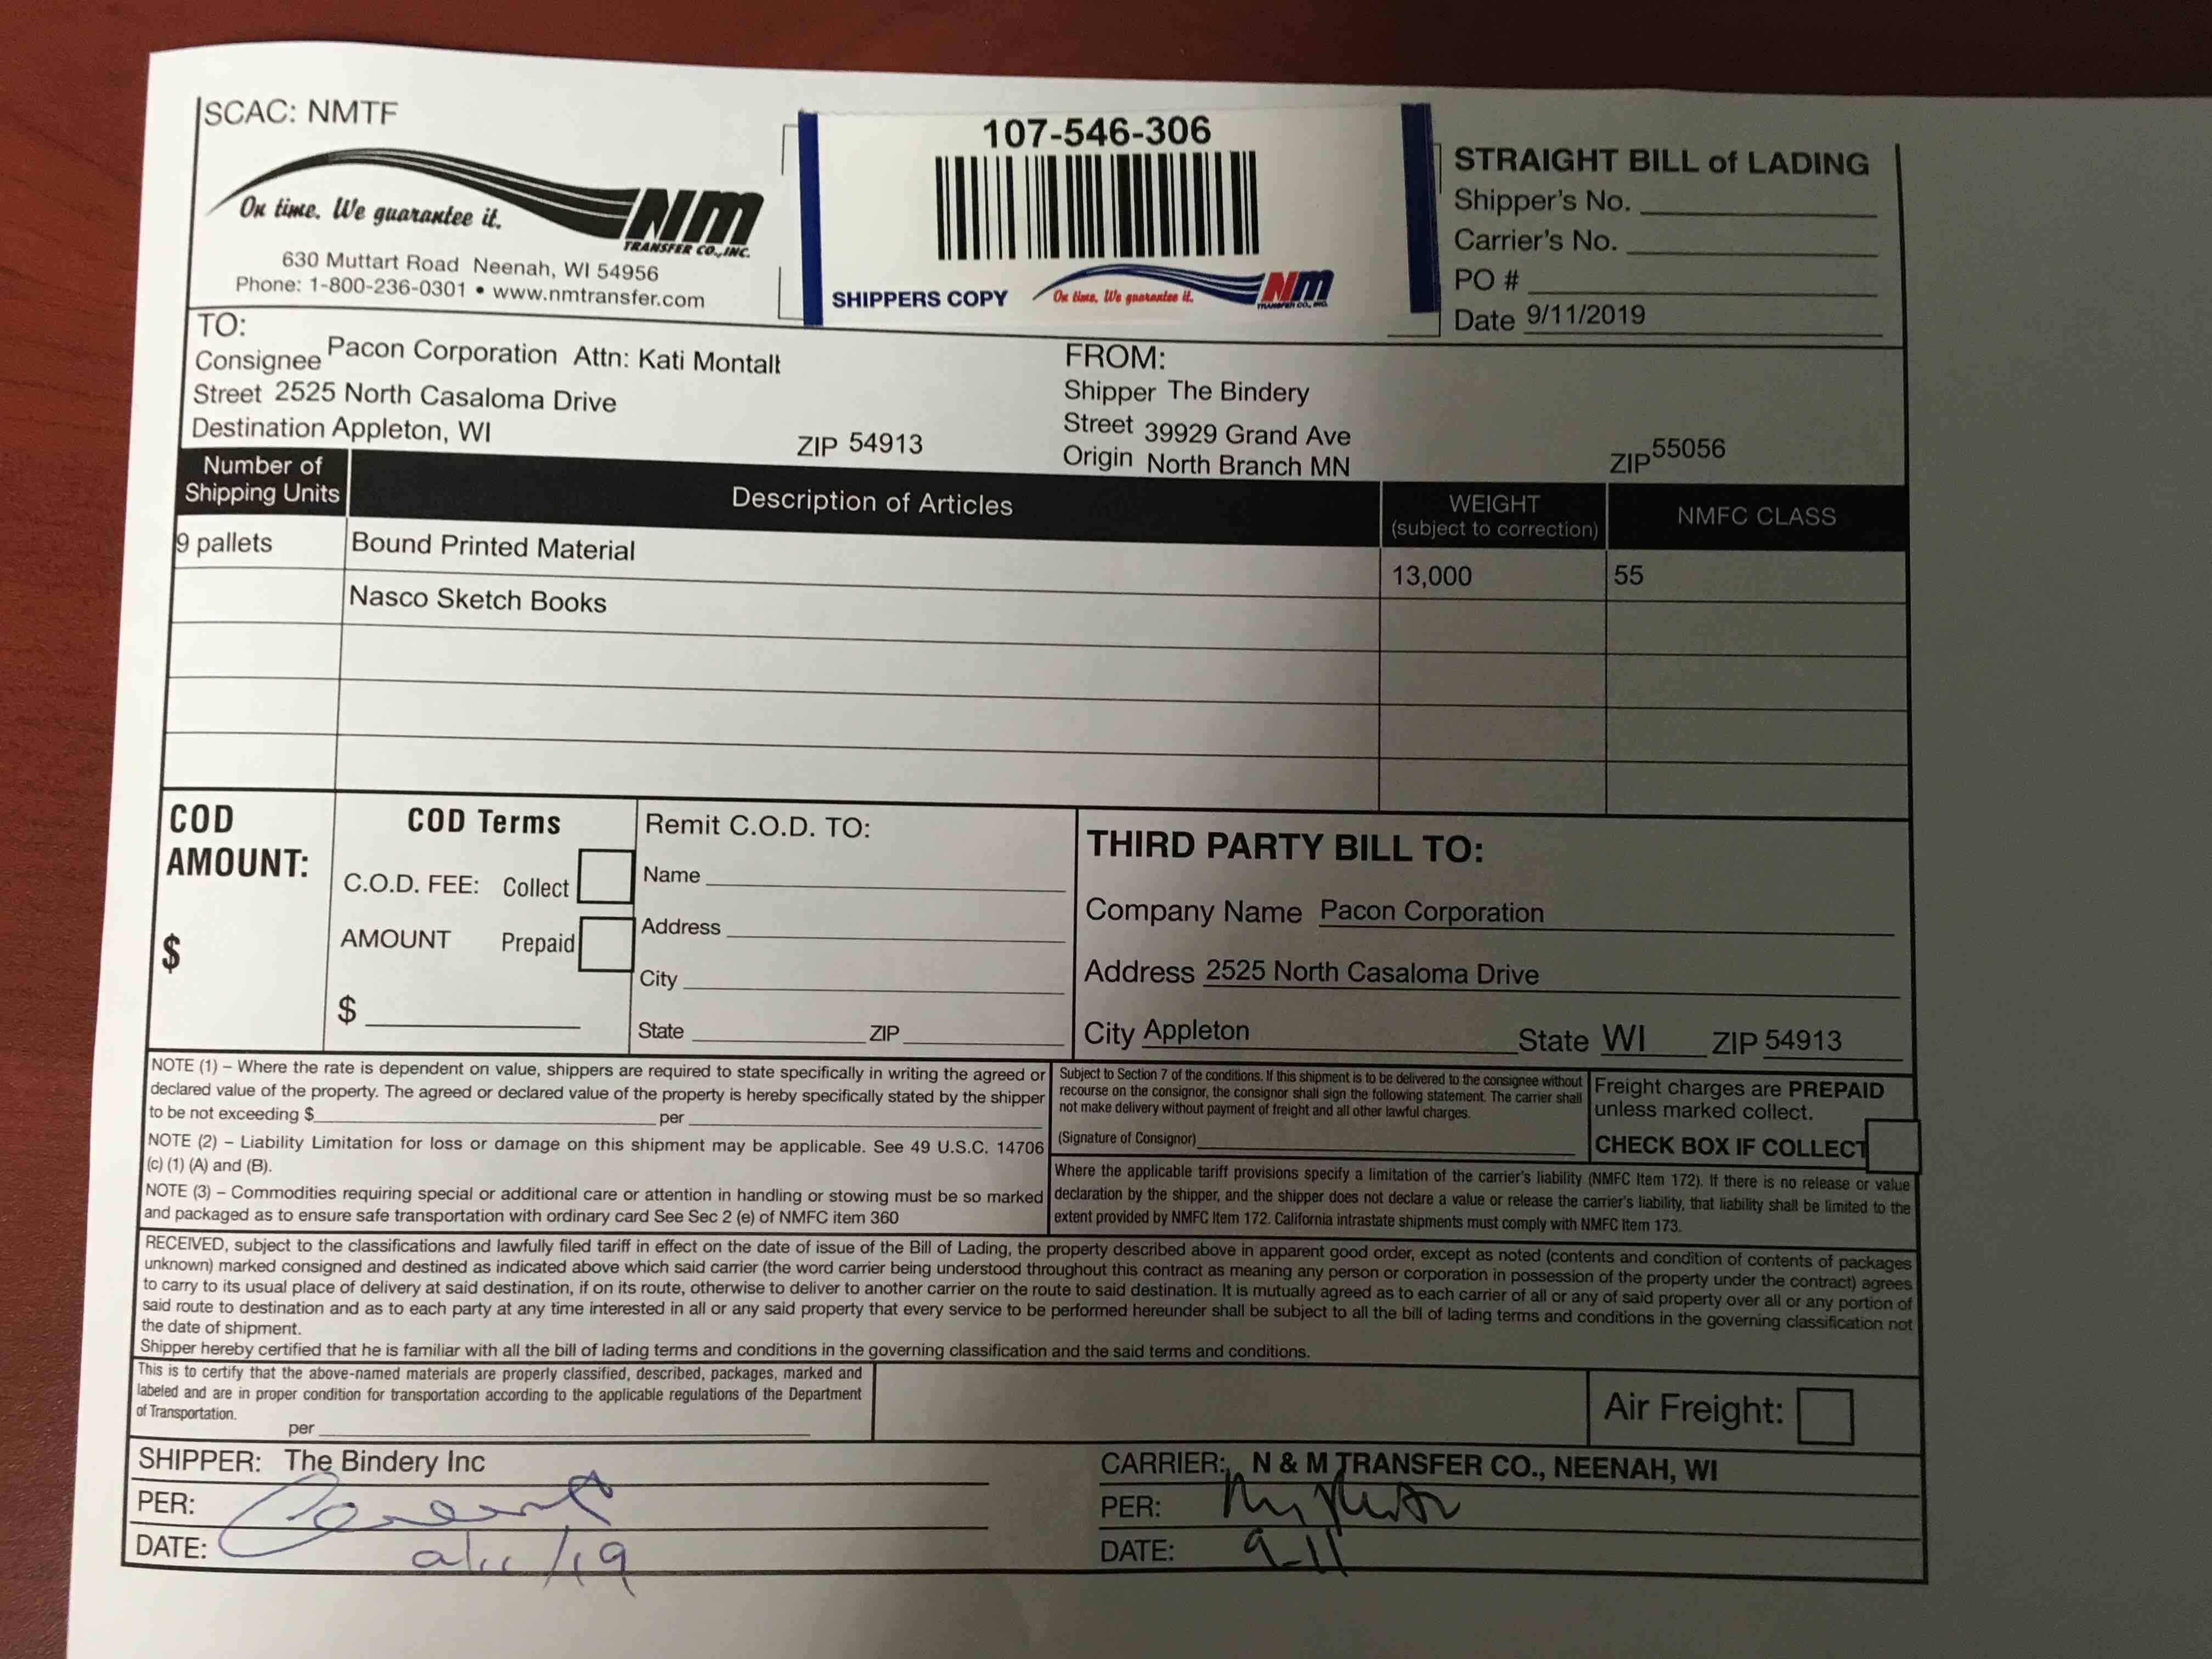 SCAC: NMTF
On time. We guarantee it.
NM
TRANSFER CO., INC.
630 Muttart Road Neenah, WI 54956
Phone: 1-800-236-0301 • www.nmtransfer.com
107-546-306
SHIPPERS COPY
On time. We guarantee it.
NM
TRANSFER CO., INC.
STRAIGHT BILL of LADING
Shipper's No.
Carrier's No.
PO #
Date 9/11/2019
TO:
Consignee Pacon Corporation Attn: Kati Montalt
Street 2525 North Casaloma Drive
Destination Appleton, WI ZIP 54913
FROM:
Shipper The Bindery
Street 39929 Grand Ave
Origin North Branch MN ZIP 55056
Number of Shipping Units
Description of Articles
WEIGHT
(subject to correction)
NMFC CLASS
9 pallets Bound Printed Material 13,000 55
Nasco Sketch Books
COD
AMOUNT:
$
COD Terms
C.O.D. FEE: Collect
AMOUNT Prepaid
$
Remit C.O.D. TO:
Name
Address
City
State ZIP
THIRD PARTY BILL TO:
Company Name Pacon Corporation
Address 2525 North Casaloma Drive
City Appleton State WI ZIP 54913
NOTE (1) – Where the rate is dependent on value, shippers are required to state specifically in writing the agreed or
declared value of the property. The agreed or declared value of the property is hereby specifically stated by the shipper
to be not exceeding $ per
NOTE (2) – Liability Limitation for loss or damage on this shipment may be applicable. See 49 U.S.C. 14706
(c) (1) (A) and (B).
NOTE (3) – Commodities requiring special or additional care or attention in handling or stowing must be so marked
and packaged as to ensure safe transportation with ordinary card See Sec 2 (e) of NMFC item 360
Subject to Section 7 of the conditions. If this shipment is to be delivered to the consignee without
recourse on the consignor, the consignor shall sign the following statement. The carrier shall
not make delivery without payment of freight and all other lawful charges.
(Signature of Consignor)
Freight charges are PREPAID
unless marked collect.
CHECK BOX IF COLLECT
Where the applicable tariff provisions specify a limitation of the carrier's liability (NMFC Item 172). If there is no release or value
declaration by the shipper, and the shipper does not declare a value or release the carrier's liability, that liability shall be limited to the
extent provided by NMFC Item 172. California intrastate shipments must comply with NMFC Item 173.
RECEIVED, subject to the classifications and lawfully filed tariff in effect on the date of issue of the Bill of Lading, the property described above in apparent good order, except as noted (contents and condition of contents of packages
unknown) marked consigned and destined as indicated above which said carrier (the word carrier being understood throughout this contract as meaning any person or corporation in possession of the property under the contract) agrees
to carry to its usual place of delivery at said destination, if on its route, otherwise to deliver to another carrier on the route to said destination. It is mutually agreed as to each carrier of all or any of said property over all or any portion of
said route to destination and as to each party at any time interested in all or any said property that every service to be performed hereunder shall be subject to all the bill of lading terms and conditions in the governing classification not
the date of shipment.
Shipper hereby certified that he is familiar with all the bill of lading terms and conditions in the governing classification and the said terms and conditions.
This is to certify that the above-named materials are properly classified, described, packages, marked and
labeled and are in proper condition for transportation according to the applicable regulations of the Department
of Transportation.
per
Air Freight:
SHIPPER: The Bindery Inc
PER:
DATE:
CARRIER: N & M TRANSFER CO., NEENAH, WI
PER:
DATE: 9-11